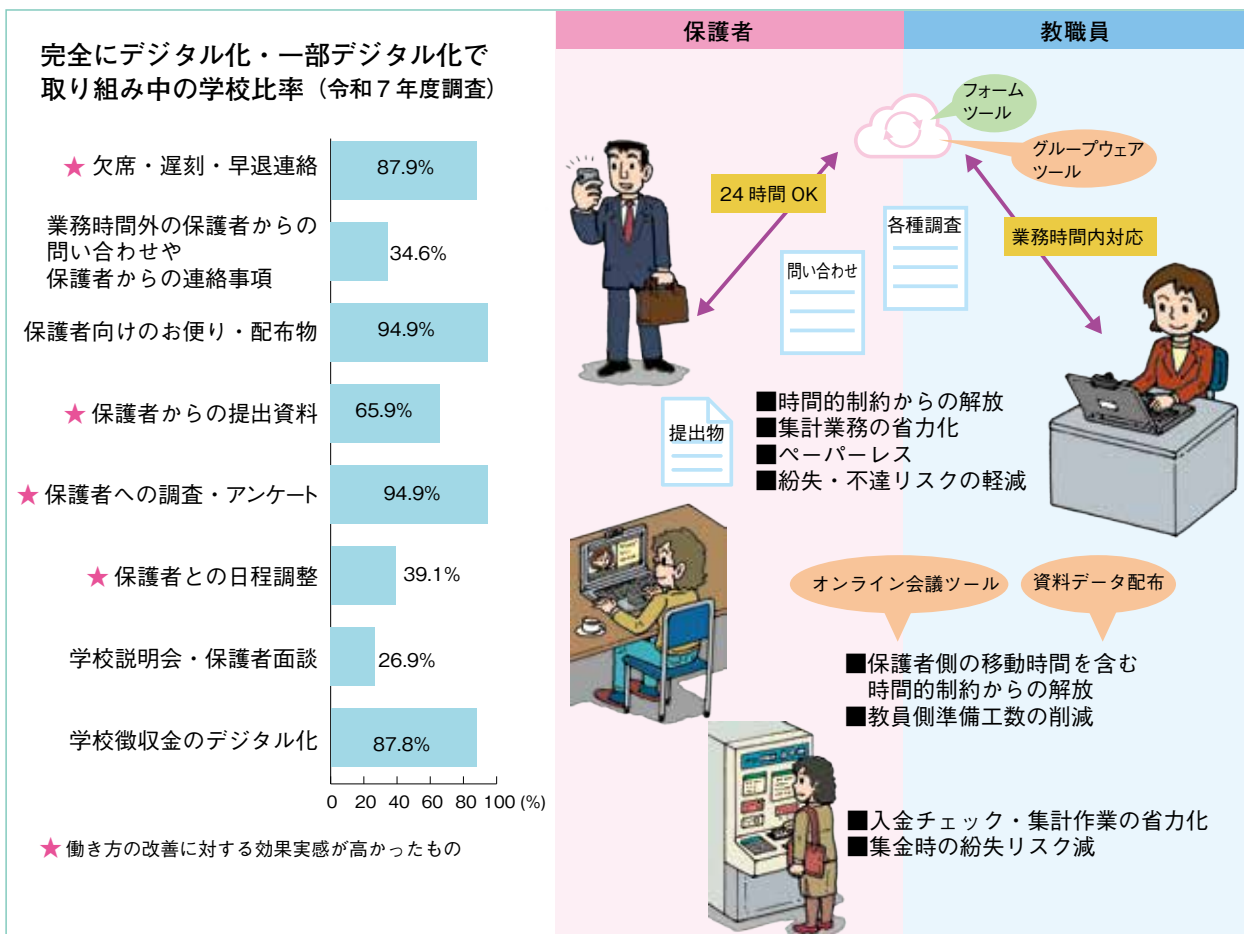 完全にデジタル化・一部デジタル化で
取り組み中の学校比率（令和７年度調査）
★ 欠席・遅刻・早退連絡
87.9%
業務時間外の保護者からの
問い合わせや
保護者からの連絡事項
34.6%
保護者向けのお便り・配布物
94.9%
★ 保護者からの提出資料
65.9%
★ 保護者への調査・アンケート
94.9%
★ 保護者との日程調整
39.1%
学校説明会・保護者面談
26.9%
学校徴収金のデジタル化
87.8%
0 20 40 60 80 100 (%)
★ 働き方の改善に対する効果実感が高かったもの
保護者
教職員
フォーム
ツール
グループウェア
ツール
24 時間 OK
各種調査
業務時間内対応
問い合わせ
提出物
■時間的制約からの解放
■集計業務の省力化
■ペーパーレス
■紛失・不達リスクの軽減
オンライン会議ツール
資料データ配布
■保護者側の移動時間を含む
時間的制約からの解放
■教員側準備工数の削減
■入金チェック・集計作業の省力化
■集金時の紛失リスク減